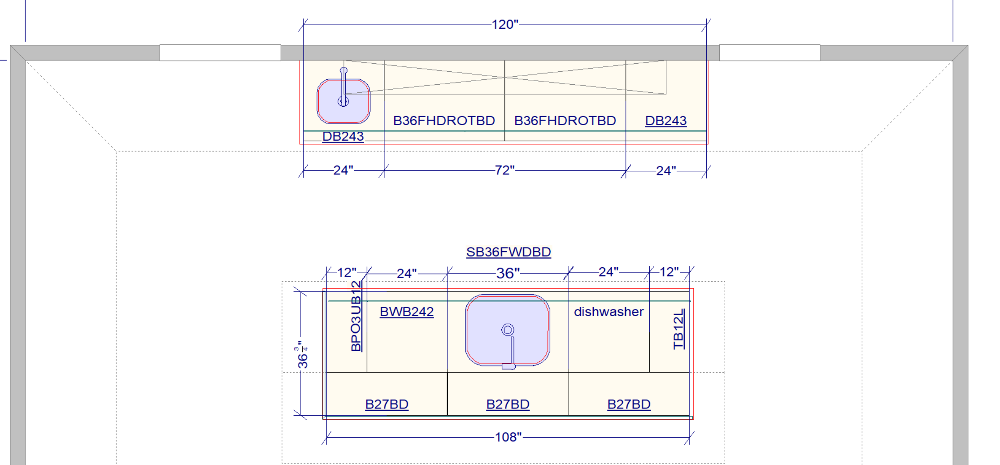 120"
B36FHDROTBD
B36FHDROTBD
DB243
DB243
24"
72"
24"
SB36FWDBD
12"
24"
36"
24"
12"
BPO3UB12
BWB242
dishwasher
TB12L
36 3/4"
B27BD
B27BD
B27BD
108"